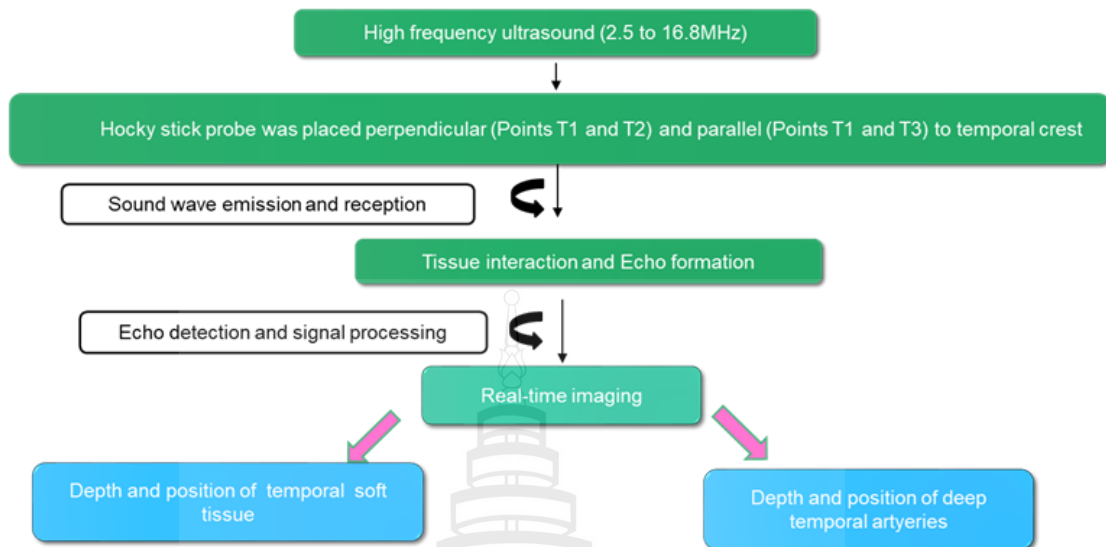 High frequency ultrasound (2.5 to 16.8MHz)
Hocky stick probe was placed perpendicular (Points T1 and T2) and parallel (Points T1 and T3) to temporal crest
Sound wave emission and reception
Tissue interaction and Echo formation
Echo detection and signal processing
Real-time imaging
Depth and position of temporal soft
tissue
Depth and position of deep
temporal artyeries